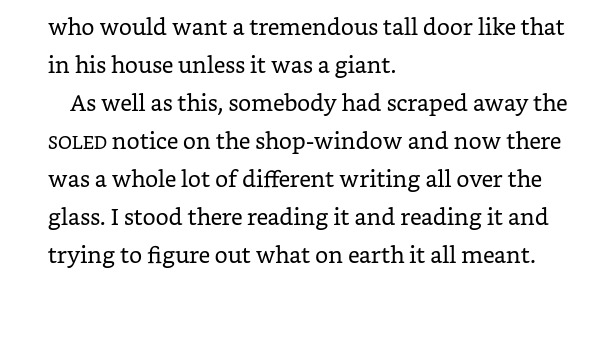 who would want a tremendous tall door like that
in his house unless it was a giant.
As well as this, somebody had scraped away the
SOLED notice on the shop-window and now there
was a whole lot of different writing all over the
glass. I stood there reading it and reading it and
trying to figure out what on earth it all meant.